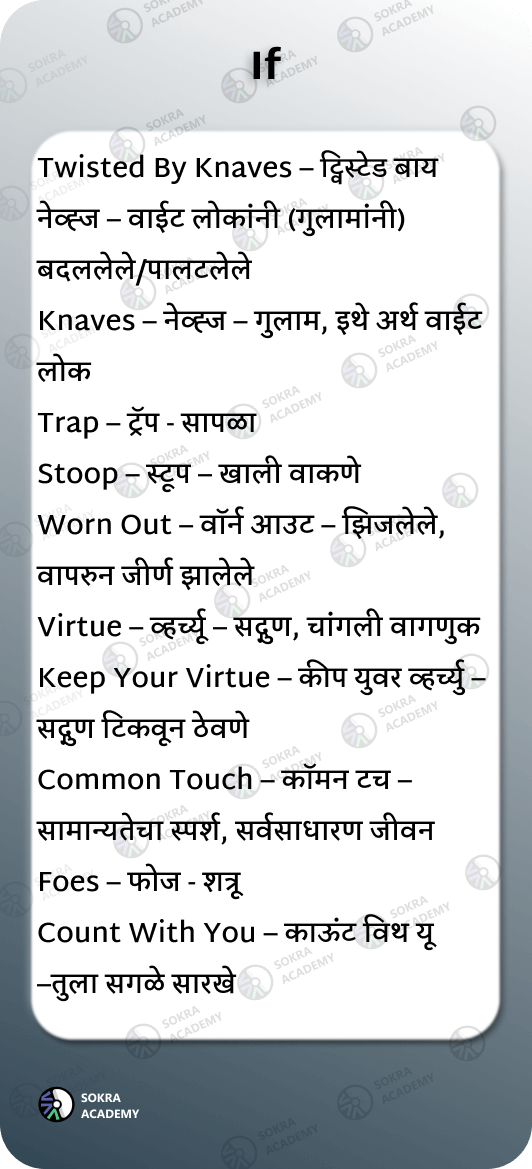 If
Twisted By Knaves – ट्विस्टेड बाय
नेव्ह्ज – वाईट लोकांनी (गुलामांनी)
बदललेले/पालटलेले
Knaves – नेव्ह्ज – गुलाम, इथे अर्थ वाईट
लोक
Trap – ट्रॅप - सापळा
Stoop – स्टूप – खाली वाकणे
Worn Out – वॉर्न आउट – झिजलेले,
वापरुन जीर्ण झालेले
Virtue – व्हर्च्यू – सद्गुण, चांगली वागणुक
Keep Your Virtue – कीप युवर व्हर्च्यु –
सद्गुण टिकवून ठेवणे
Common Touch – कॉमन टच –
सामान्यतेचा स्पर्श, सर्वसाधारण जीवन
Foes – फोज - शत्रू
Count With You – काऊंट विथ यू
–तुला सगळे सारखे
SOKRA
ACADEMY